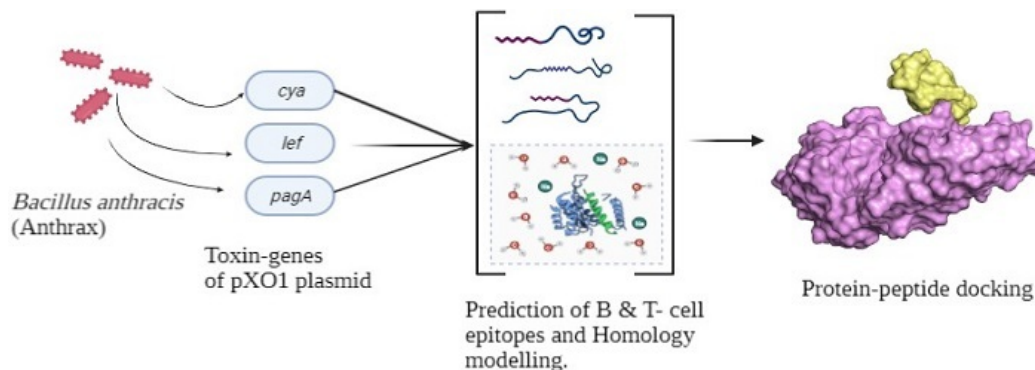 cya
lef
pagA
Bacillus anthracis
(Anthrax)
Toxin-genes
of pXO1 plasmid
Prediction of B & T- cell
epitopes and Homology
modelling.
Protein-peptide docking